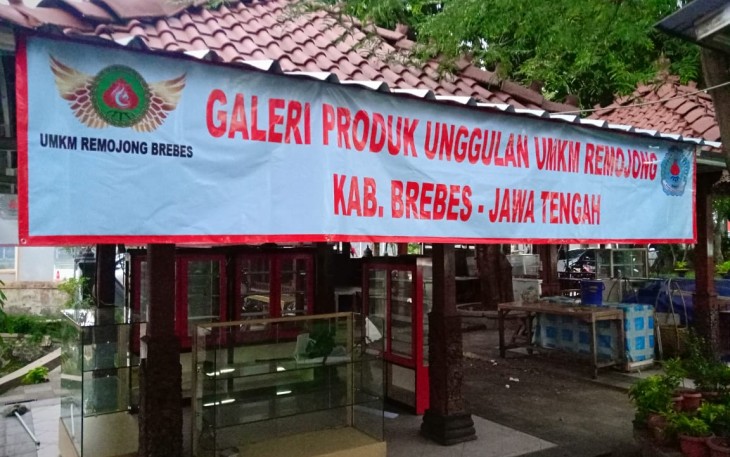 UMKM REMOJONG BREBES
GALERI PRODUK UNGGULAN UMKM REMOJONG
KAB. BREBES - JAWA TENGAH